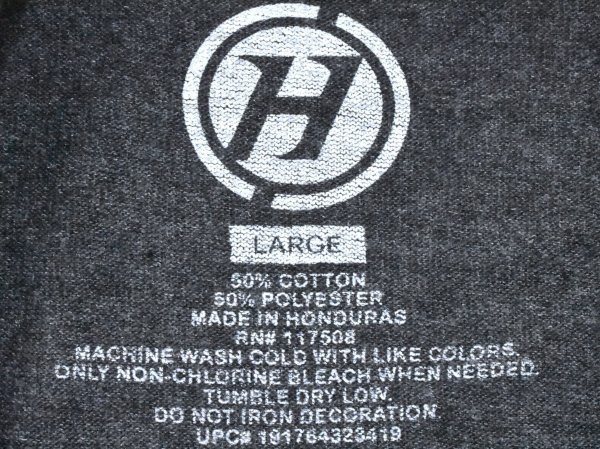 H
LARGE
50% COTTON
50% POLYESTER
MADE IN HONDURAS
RN# 117508
MACHINE WASH COLD WITH LIKE COLORS.
ONLY NON-CHLORINE BLEACH WHEN NEEDED.
TUMBLE DRY LOW.
DO NOT IRON DECORATION
UPC# 191764323419